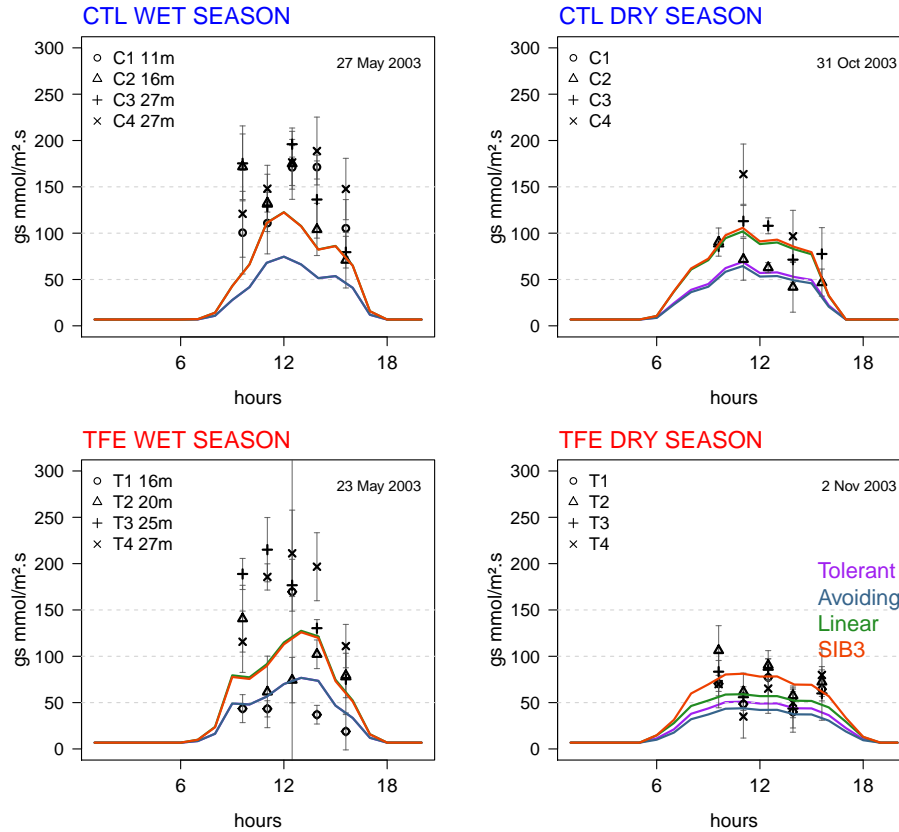 CTL WET SEASON
300
250
200
150
100
50
0
gs mmol/m².s
C1 11m
C2 16m
C3 27m
C4 27m
27 May 2003
6 12 18
hours
CTL DRY SEASON
300
250
200
150
100
50
0
gs mmol/m².s
C1
C2
C3
C4
31 Oct 2003
6 12 18
hours
TFE WET SEASON
300
250
200
150
100
50
0
gs mmol/m².s
T1 16m
T2 20m
T3 25m
T4 27m
23 May 2003
6 12 18
hours
TFE DRY SEASON
300
250
200
150
100
50
0
gs mmol/m².s
T1
T2
T3
T4
2 Nov 2003
Tolerant
Avoiding
Linear
SIB3
6 12 18
hours